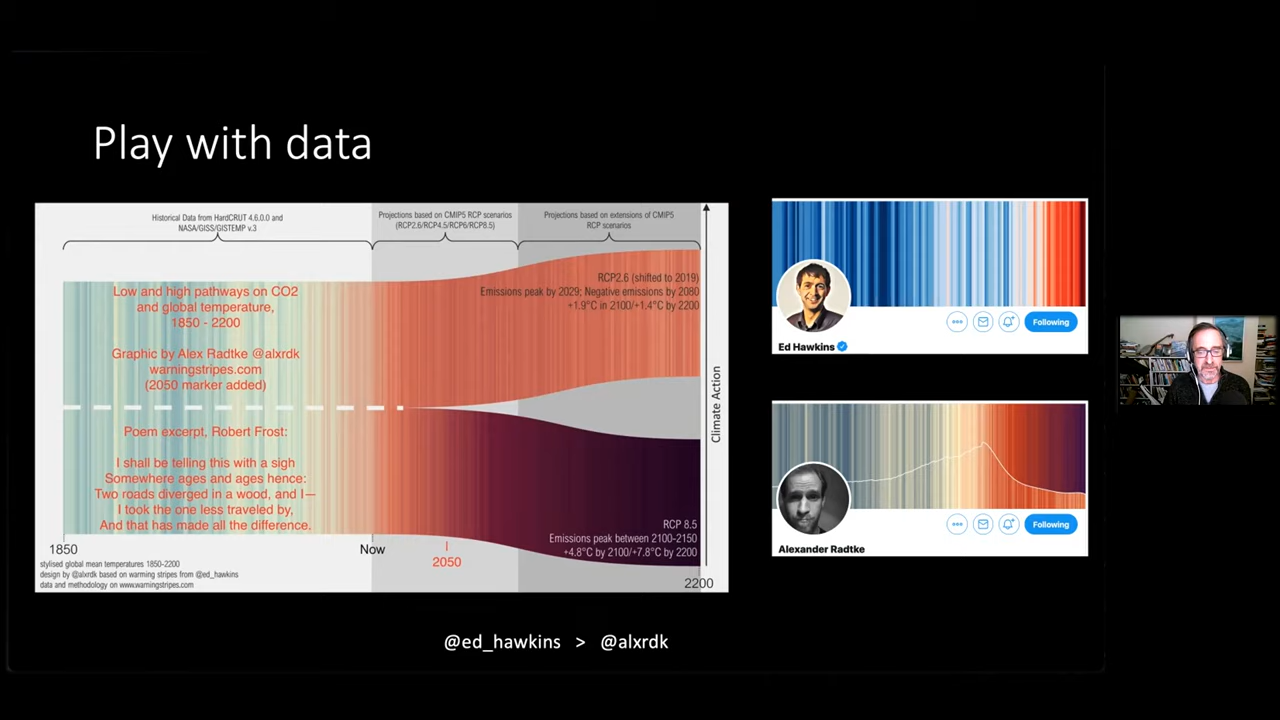 Play with data
Historical Data from HardCRUT 4.6.0.0 and
NASA/GISS/GISTEMP v.3
Projections based on CMIP5 RCP scenarios
(RCP2.6/RCP4.5/RCP6/RCP8.5)
Projections based on extensions of CMIP5
RCP scenarios
Low and high pathways on CO2
and global temperature,
1850 - 2200
Graphic by Alex Radtke @alxrdk
warningstripes.com
(2050 marker added)
RCP2.6 (shifted to 2019)
Emissions peak by 2029; Negative emissions by 2080
+1.9°C in 2100/+1.4°C by 2200
Poem excerpt, Robert Frost:
I shall be telling this with a sigh
Somewhere ages and ages hence:
Two roads diverged in a wood, and I—
I took the one less traveled by,
And that has made all the difference.
RCP 8.5
Emissions peak between 2100-2150
+4.8°C by 2100/+7.8°C by 2200
Climate Action
1850
Now
2050
2200
stylised global mean temperatures 1850-2200
design by @alxrdk based on warming stripes from @ed_hawkins
data and methodology on www.warningstripes.com
Following
Ed Hawkins
Following
Alexander Radtke
@ed_hawkins > @alxrdk